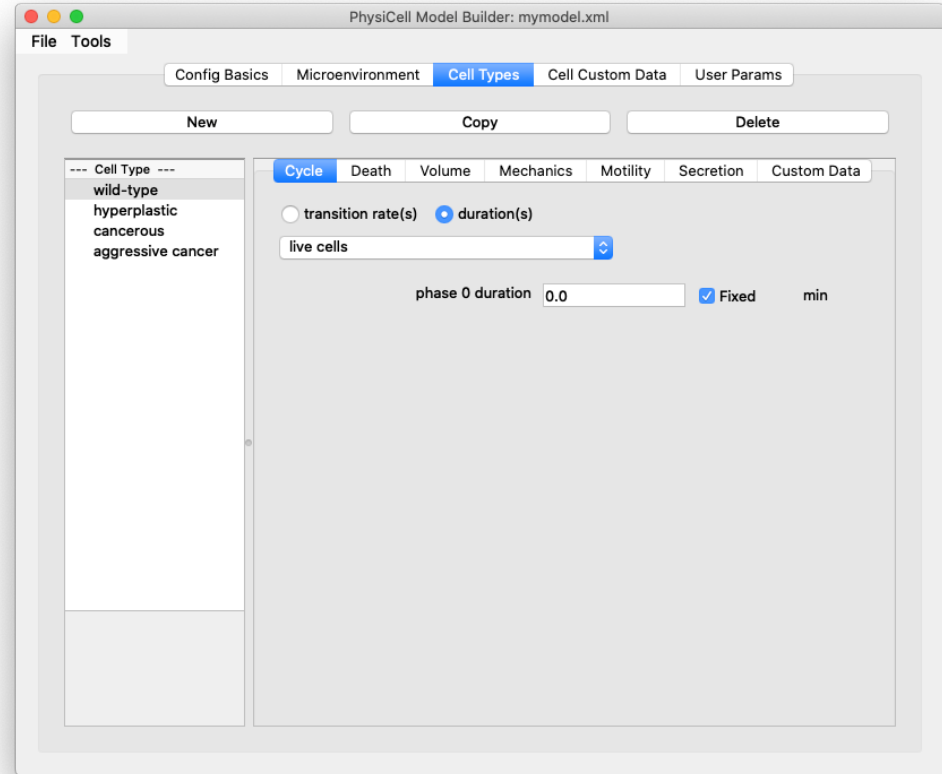 PhysiCell Model Builder: mymodel.xml
File Tools
Config Basics Microenvironment Cell Types Cell Custom Data User Params
New Copy Delete
--- Cell Type ---
wild-type
hyperplastic
cancerous
aggressive cancer
Cycle Death Volume Mechanics Motility Secretion Custom Data
transition rate(s) duration(s)
live cells
phase 0 duration 0.0 Fixed min